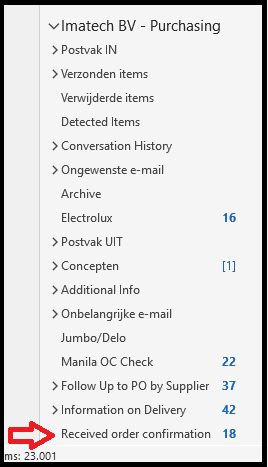 Imatech BV - Purchasing
Postvak IN
Verzonden items
Verwijderde items
Detected Items
Conversation History
Ongewenste e-mail
Archive
Electrolux 16
Postvak UIT
Concepten [1]
Additional Info
Onbelangrijke e-mail
Jumbo/Delo
Manila OC Check 22
Follow Up to PO by Supplier 37
Information on Delivery 42
Received order confirmation 18
ms: 23.001